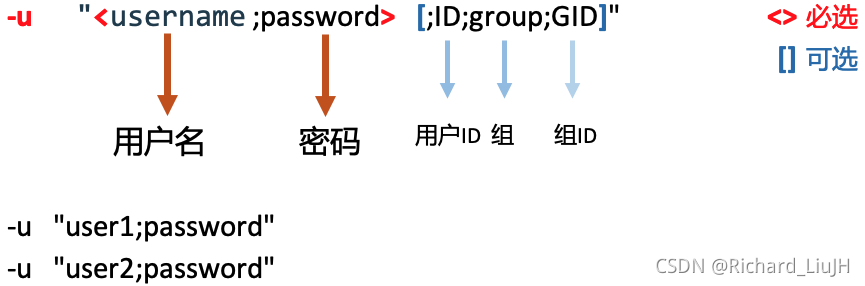 -u "<username ;password> [;ID;group;GID]" <> 必选
[] 可选
用户名 密码 用户ID 组 组ID
-u "user1;password"
-u "user2;password"
CSDN @Richard_LiuJH